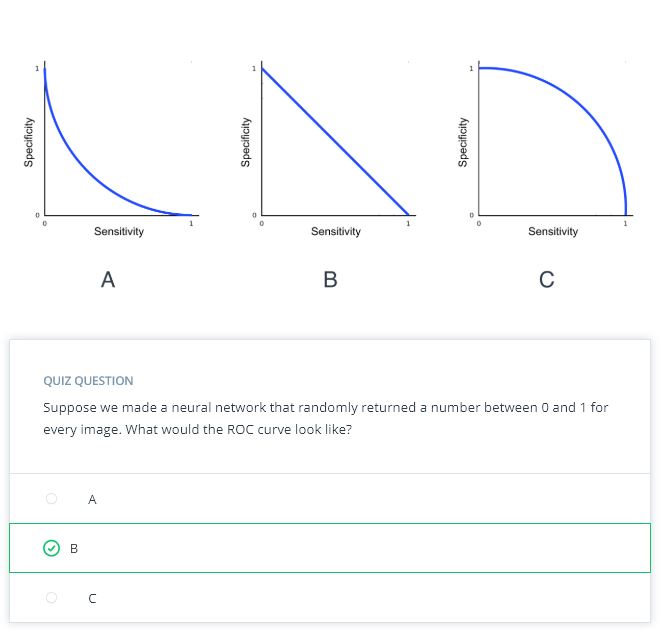 1
Specificity
0
0
1
Sensitivity
A
1
Specificity
0
0
1
Sensitivity
B
1
Specificity
0
0
1
Sensitivity
C
QUIZ QUESTION
Suppose we made a neural network that randomly returned a number between 0 and 1 for
every image. What would the ROC curve look like?
A
B
C